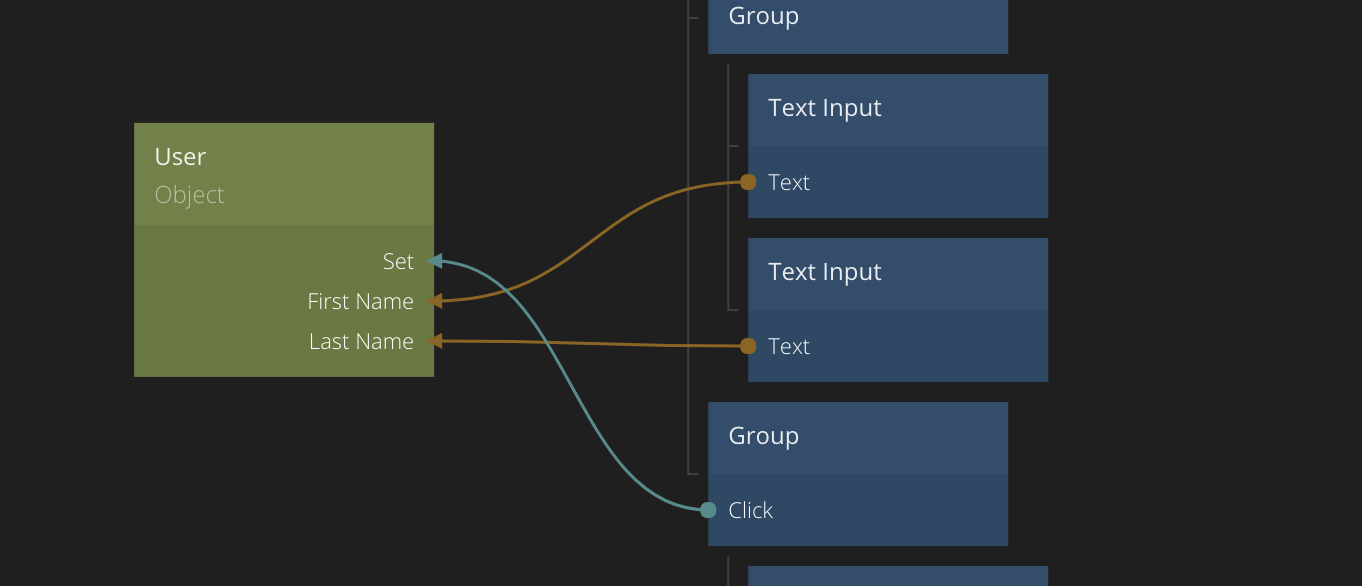 Group
Text Input
Text
Text Input
Text
Group
Click
User
Object
Set
First Name
Last Name